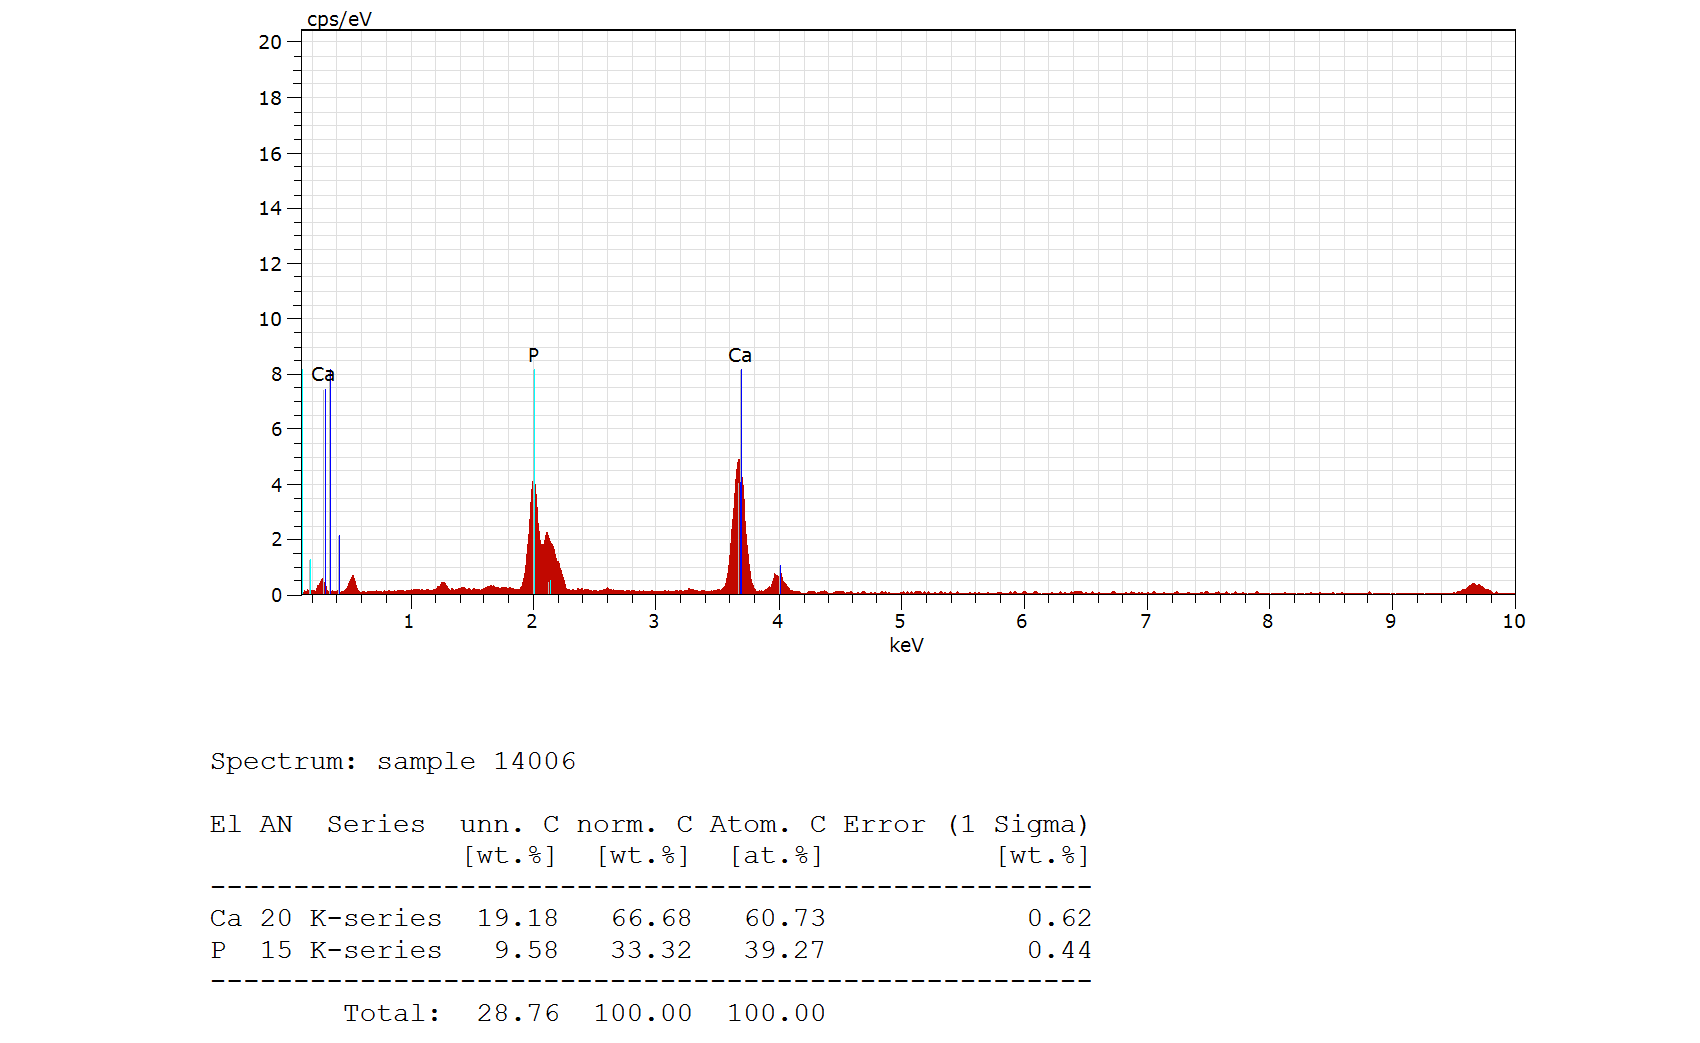 cps/eV
20
18
16
14
12
10
8
6
4
2
0
Ca
P
Ca
1 2 3 4 5 6 7 8 9 10
keV
Spectrum: sample 14006
El AN Series unn. C norm. C Atom. C Error (1 Sigma)
[wt.%] [wt.%] [at.%] [wt.%]
-----------------------------------------------------
Ca 20 K-series 19.18 66.68 60.73 0.62
P 15 K-series 9.58 33.32 39.27 0.44
-----------------------------------------------------
Total: 28.76 100.00 100.00